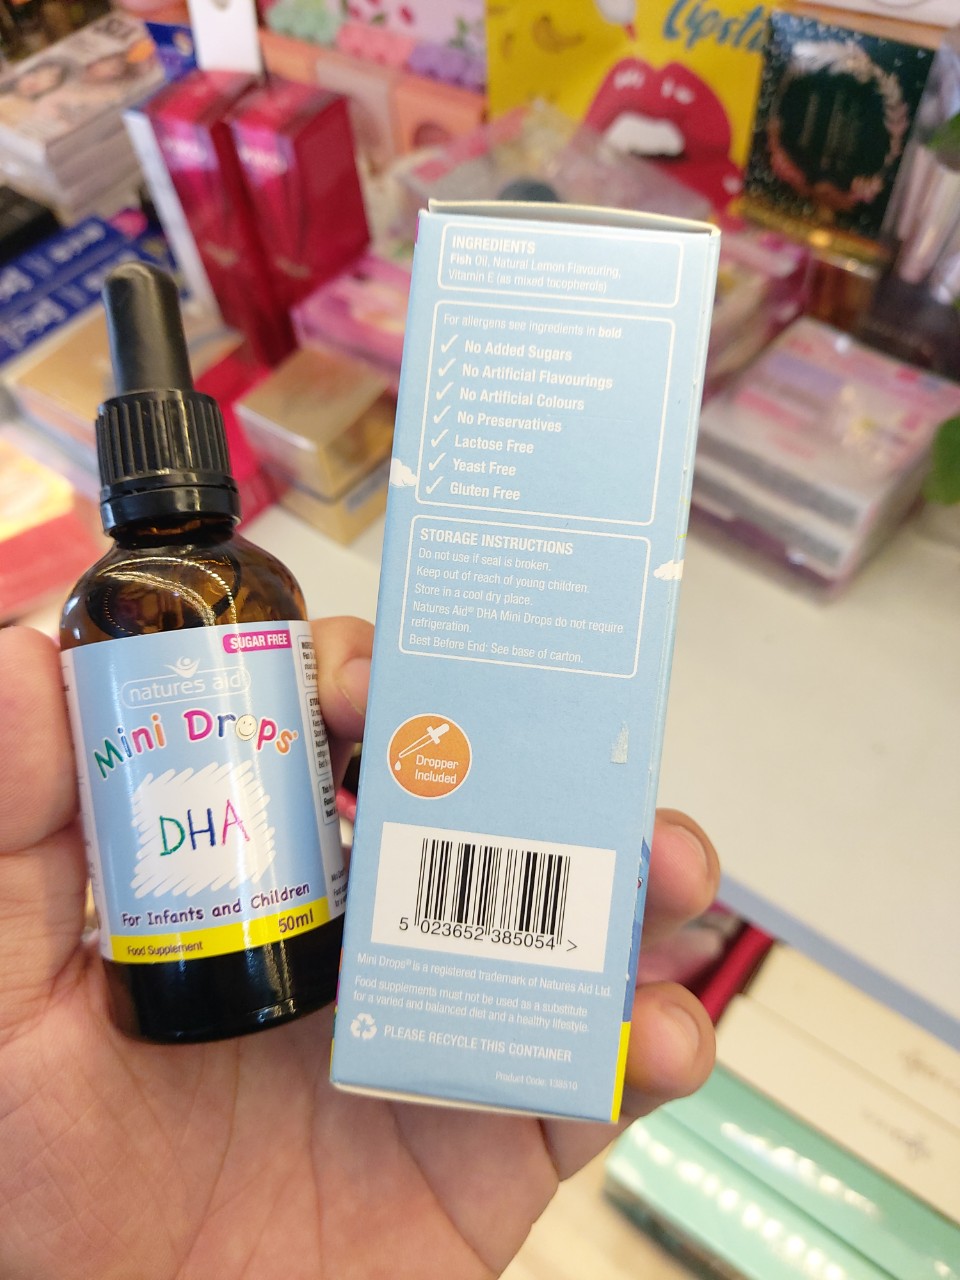 Lipsti
INGREDIENTS
Fish Oil, Natural Lemon Flavouring,
Vitamin E (as mixed tocopherols)
For allergens see ingredients in bold
No Added Sugars
No Artificial Flavourings
No Artificial Colours
No Preservatives
Lactose Free
Yeast Free
Gluten Free
STORAGE INSTRUCTIONS
Do not use if seal is broken.
Keep out of reach of young children.
Store in a cool dry place.
Natures Aid® DHA Mini Drops do not require
refrigeration.
Best Before End: See base of carton.
Dropper
Included
5 023652 385054 >
Mini Drops® is a registered trademark of Natures Aid Ltd.
Food supplements must not be used as a substitute
for a varied and balanced diet and a healthy lifestyle.
PLEASE RECYCLE THIS CONTAINER
Product Code: 138510
SUGAR FREE
natures aid
Mini Drops®
DHA
For Infants and Children
50ml
Food Supplement